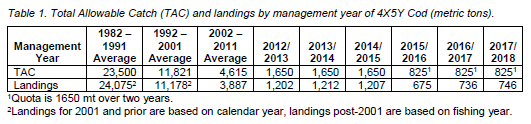 Table 1. Total Allowable Catch (TAC) and landings by management year of 4X5Y Cod (metric tons).
Management Year 1982 – 1991 Average 1992 – 2001 Average 2002 – 2011 Average 2012/ 2013 2013/ 2014 2014/ 2015 2015/ 2016 2016/ 2017 2017/ 2018
TAC 23,500 11,821 4,615 1,650 1,650 1,650 825¹ 825¹ 825¹
Landings 24,075² 11,178² 3,887 1,202 1,212 1,207 675 736 746
¹Quota is 1650 mt over two years.
²Landings for 2001 and prior are based on calendar year, landings post-2001 are based on fishing year.